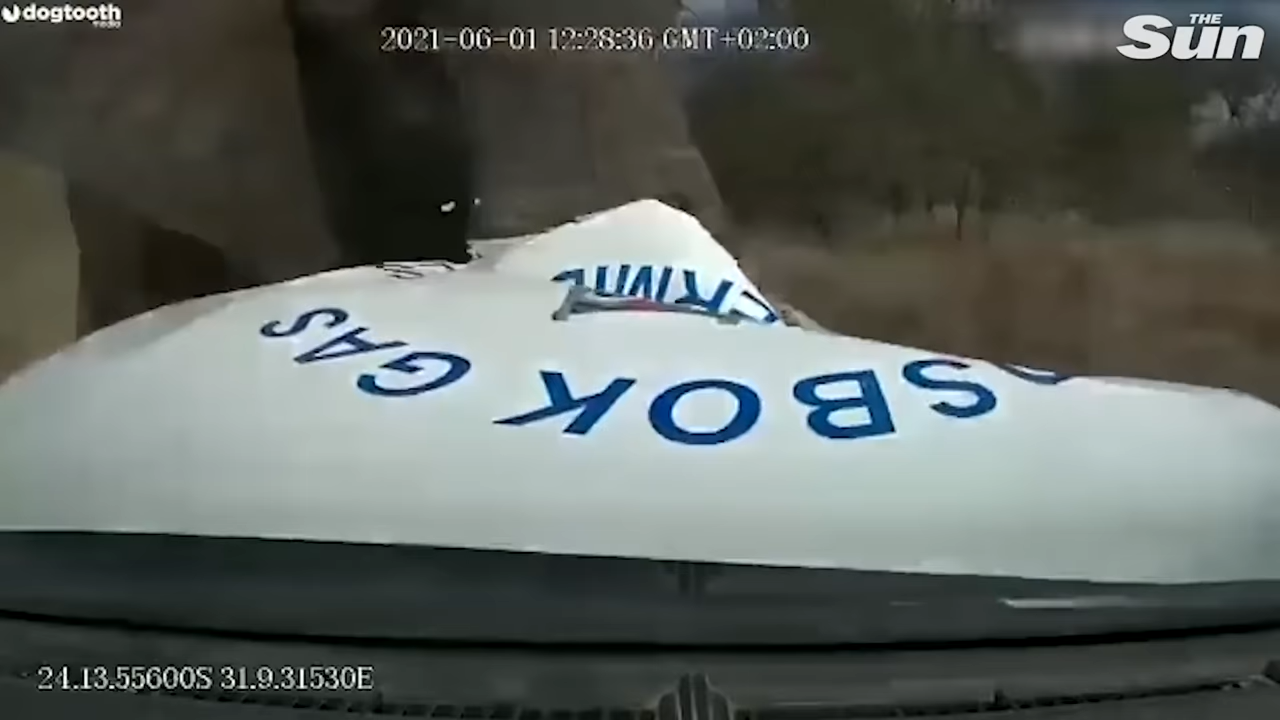 dogtooth
media
2021-06-01 12:28:36 GMT+02:00
THE
Sun
SBOK GAS
24.13.55600S 31.9.31530E